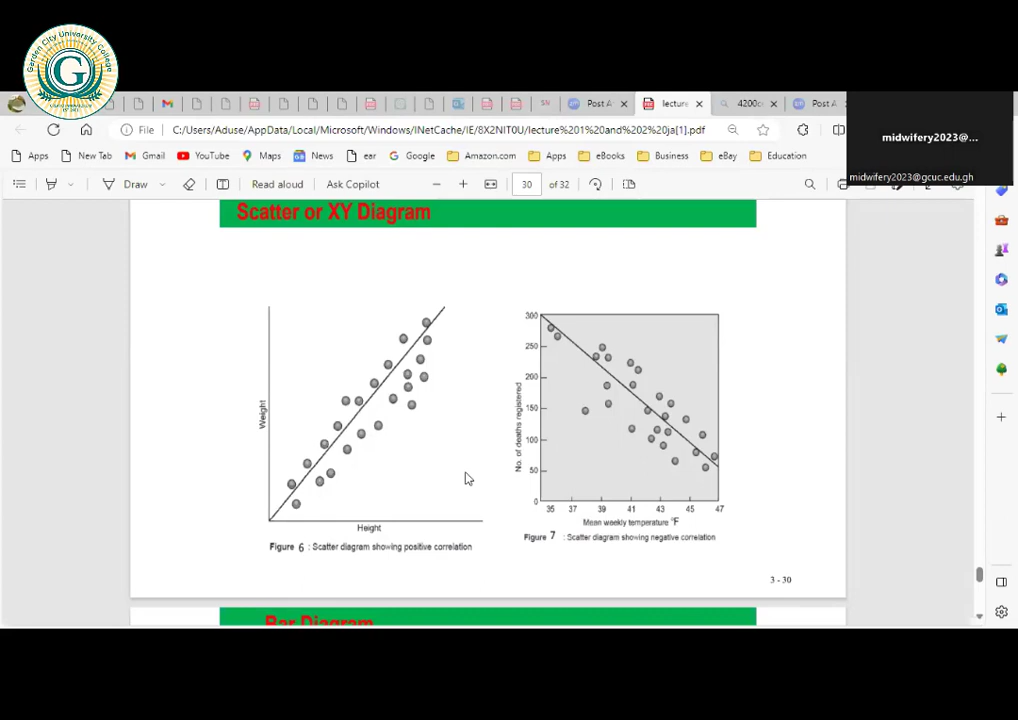 Garden City University College
G
Post A
lecture
4200c
Post A
File
C:/Users/Aduse/AppData/Local/Microsoft/Windows/INetCache/IE/8X2NIT0U/lecture%201%20and%202%20ja[1].pdf
midwifery2023@...
midwifery2023@gcuc.edu.gh
Apps
New Tab
Gmail
YouTube
Maps
News
ear
Google
Amazon.com
Apps
eBooks
Business
eBay
Education
Draw
Read aloud
Ask Copilot
30 of 32
Scatter or XY Diagram
Weight
Height
Figure 6 : Scatter diagram showing positive correlation
No. of deaths registered
300
250
200
150
100
50
0
35 37 39 41 43 45 47
Mean weekly temperature °F
Figure 7 : Scatter diagram showing negative correlation
3 - 30
Bar Diagram